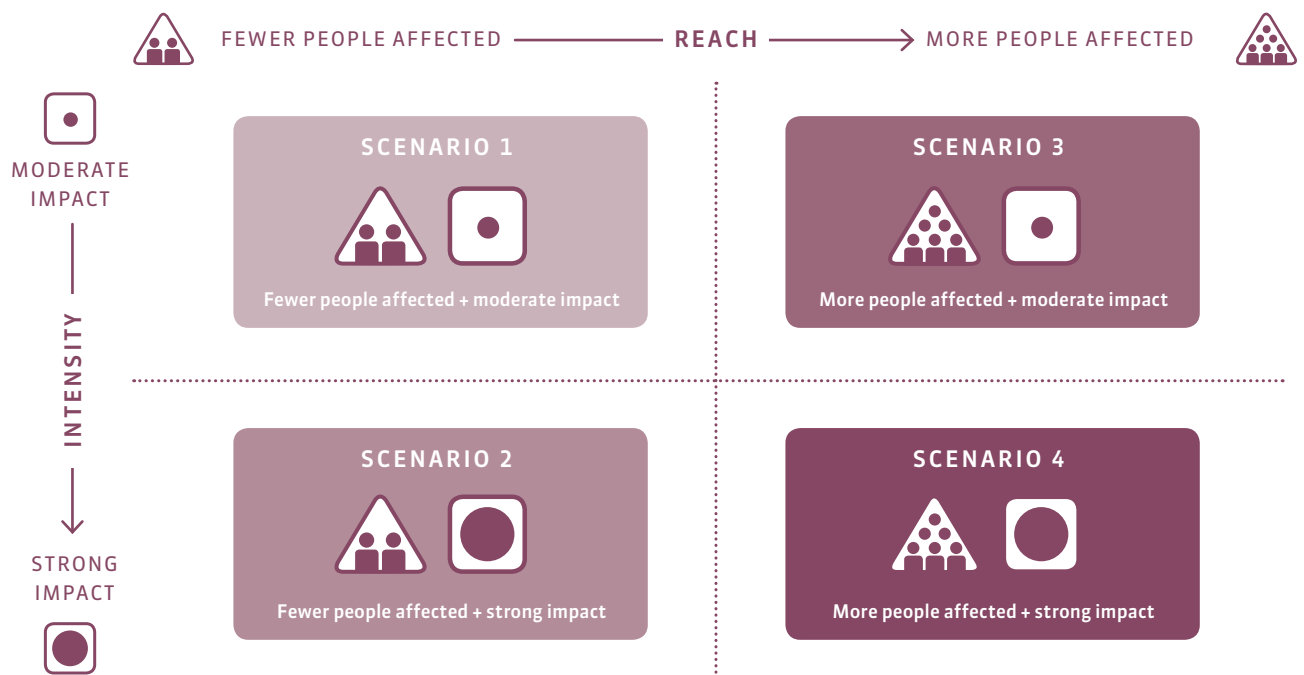 FEWER PEOPLE AFFECTED
REACH
MORE PEOPLE AFFECTED
MODERATE
IMPACT
INTENSITY
STRONG
IMPACT
SCENARIO 1
Fewer people affected + moderate impact
SCENARIO 3
More people affected + moderate impact
SCENARIO 2
Fewer people affected + strong impact
SCENARIO 4
More people affected + strong impact